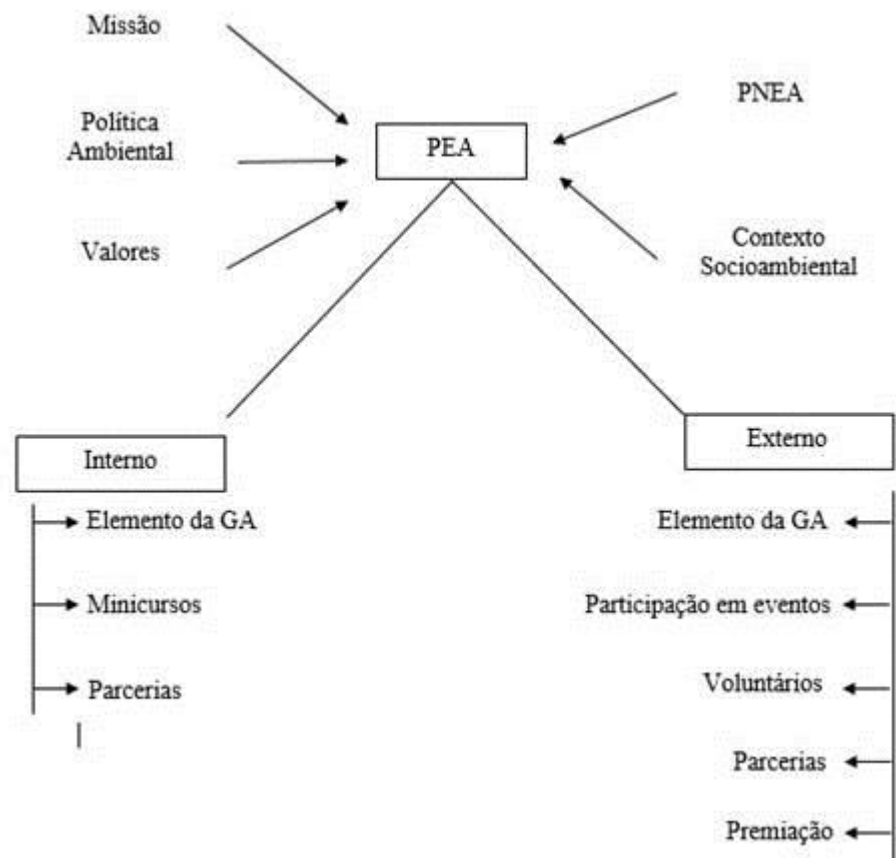 Missão
Política
Ambiental
Valores
PEA
PNEA
Contexto
Socioambiental
Interno
Elemento da GA
Minicursos
Parcerias
Externo
Elemento da GA
Participação em eventos
Voluntários
Parcerias
Premiação